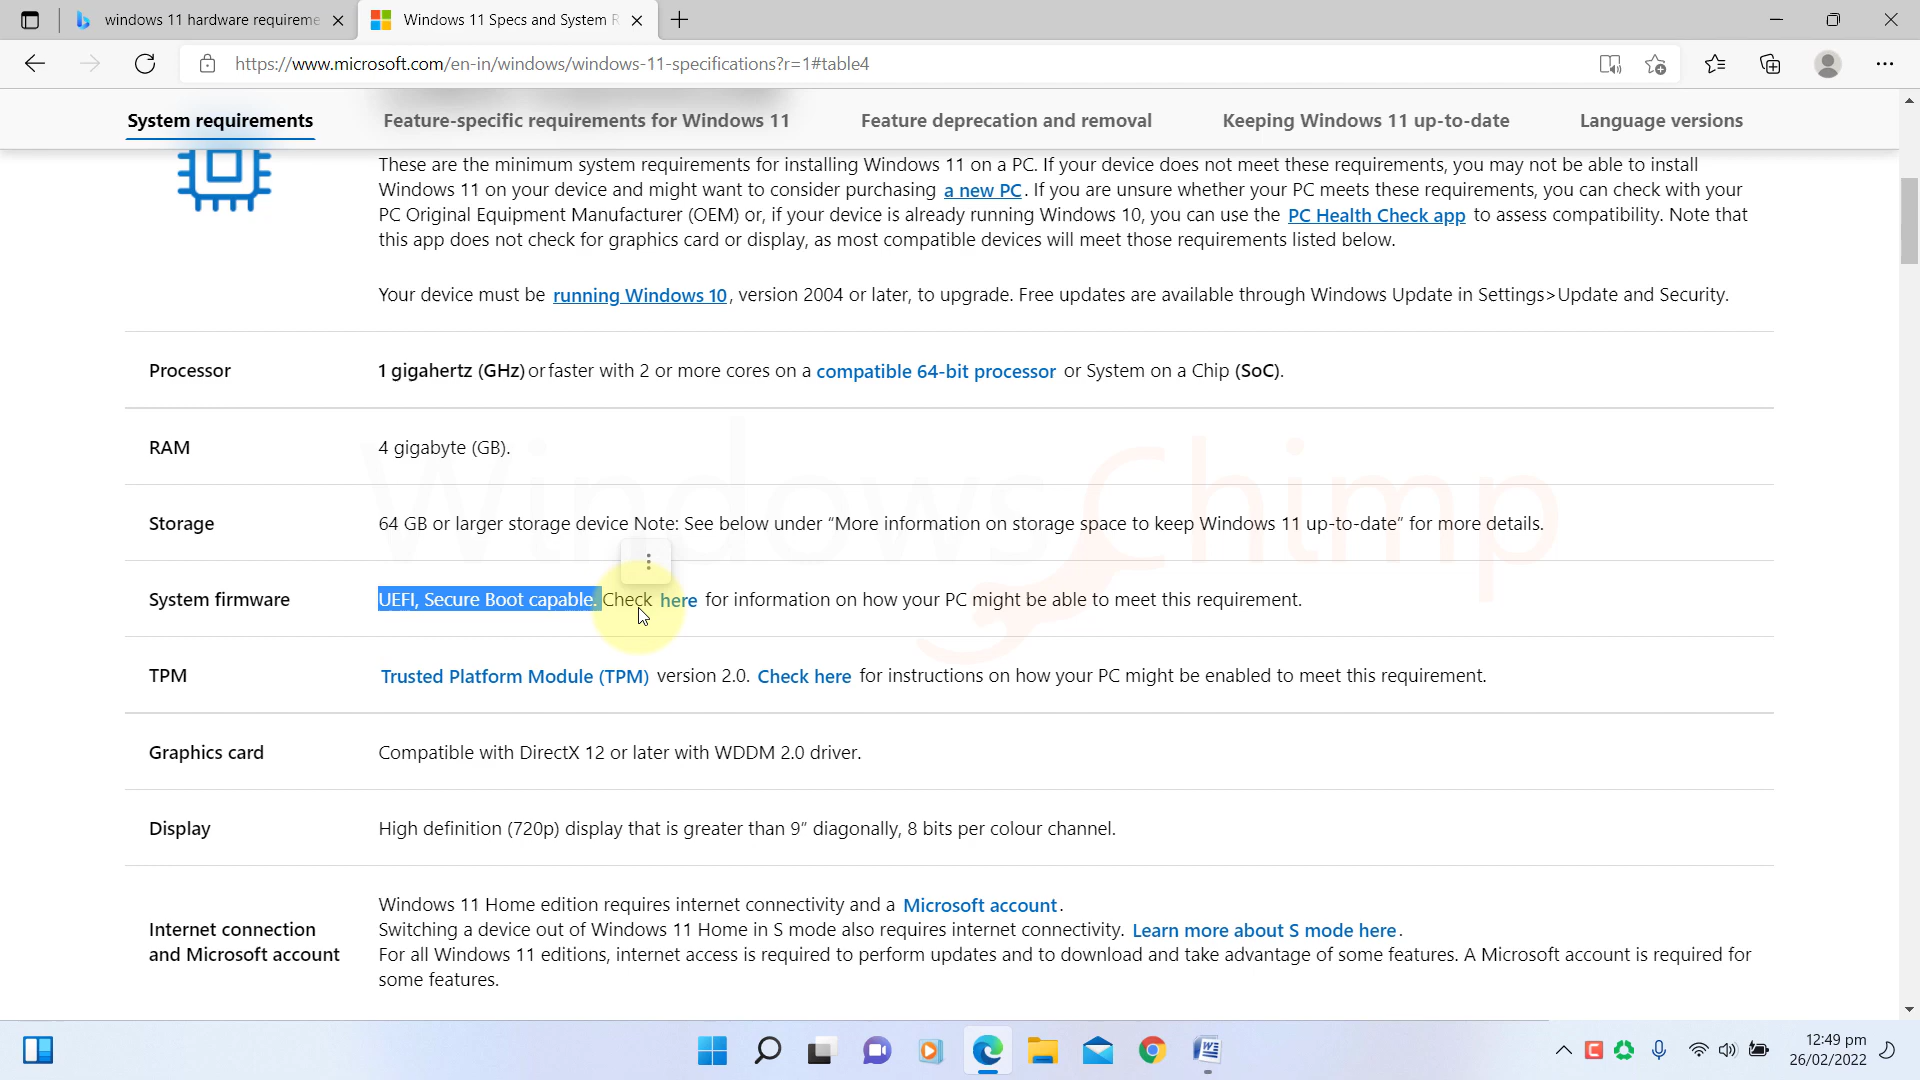 windows 11 hardware requireme
Windows 11 Specs and System R
https://www.microsoft.com/en-in/windows/windows-11-specifications?r=1#table4
System requirements
Feature-specific requirements for Windows 11
Feature deprecation and removal
Keeping Windows 11 up-to-date
Language versions
These are the minimum system requirements for installing Windows 11 on a PC. If your device does not meet these requirements, you may not be able to install
Windows 11 on your device and might want to consider purchasing a new PC. If you are unsure whether your PC meets these requirements, you can check with your
PC Original Equipment Manufacturer (OEM) or, if your device is already running Windows 10, you can use the PC Health Check app to assess compatibility. Note that
this app does not check for graphics card or display, as most compatible devices will meet those requirements listed below.
Your device must be running Windows 10, version 2004 or later, to upgrade. Free updates are available through Windows Update in Settings>Update and Security.
Processor
1 gigahertz (GHz) or faster with 2 or more cores on a compatible 64-bit processor or System on a Chip (SoC).
RAM
4 gigabyte (GB).
WindowsChimp
Storage
64 GB or larger storage device Note: See below under “More information on storage space to keep Windows 11 up-to-date” for more details.
System firmware
UEFI, Secure Boot capable. Check here for information on how your PC might be able to meet this requirement.
TPM
Trusted Platform Module (TPM) version 2.0. Check here for instructions on how your PC might be enabled to meet this requirement.
Graphics card
Compatible with DirectX 12 or later with WDDM 2.0 driver.
Display
High definition (720p) display that is greater than 9” diagonally, 8 bits per colour channel.
Internet connection
and Microsoft account
Windows 11 Home edition requires internet connectivity and a Microsoft account.
Switching a device out of Windows 11 Home in S mode also requires internet connectivity. Learn more about S mode here.
For all Windows 11 editions, internet access is required to perform updates and to download and take advantage of some features. A Microsoft account is required for
some features.
12:49 pm
26/02/2022